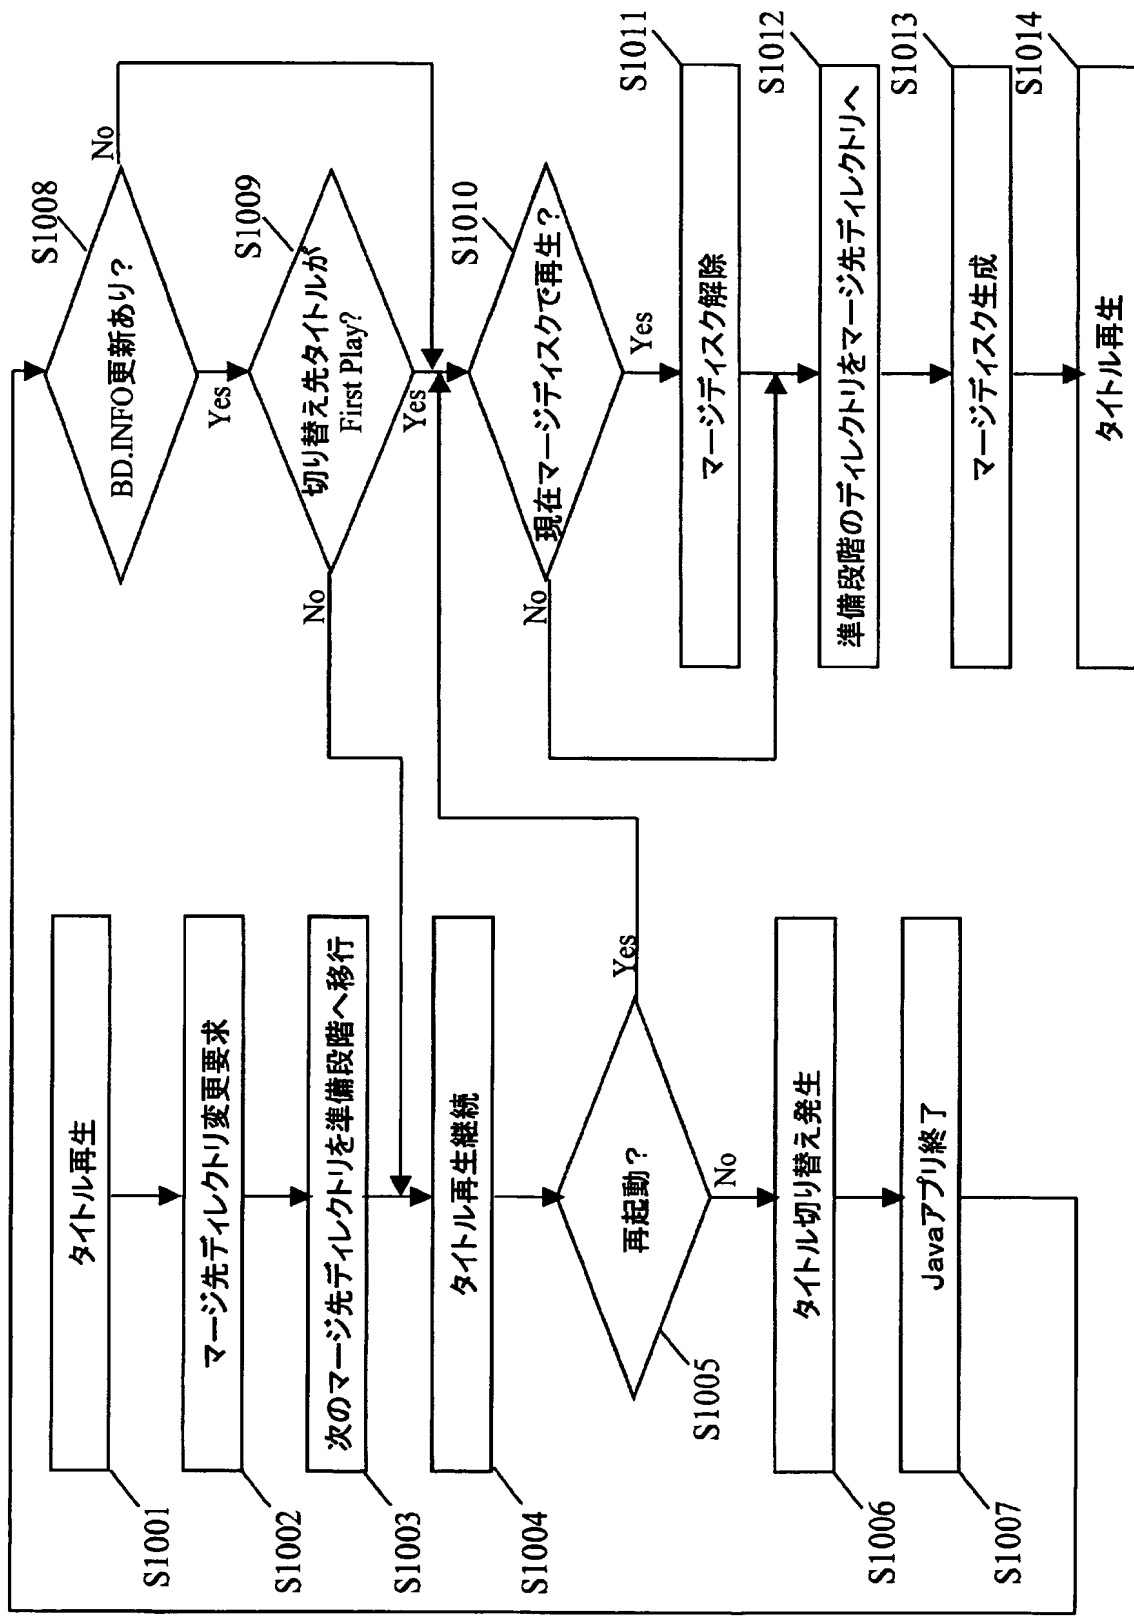 S1001
タイトル再生
S1002
マージ先ディレクトリ変更要求
S1003
次のマージ先ディレクトリを準備段階へ移行
S1004
タイトル再生継続
S1005
再起動？
Yes
No
S1006
タイトル切り替え発生
S1007
Javaアプリ終了
S1008
BD.INFO更新あり？
No
Yes
S1009
切り替え先タイトルが
First Play?
No
Yes
S1010
現在マージディスクで再生？
No
Yes
S1011
マージディスク解除
S1012
準備段階のディレクトリをマージ先ディレクトリへ
S1013
マージディスク生成
S1014
タイトル再生